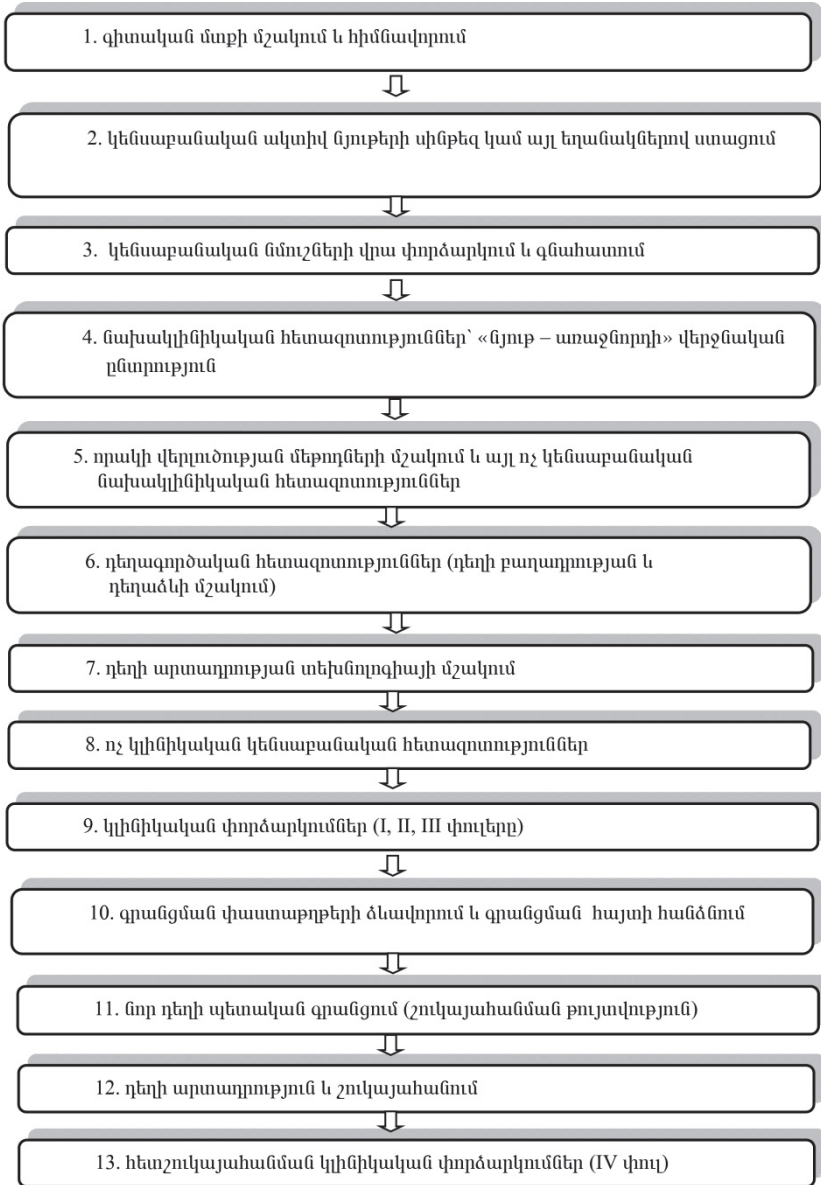 1. գիտական մտքի մշակում և հիմնավորում
2. կենսաբանական ակտիվ նյութերի սինթեզ կամ այլ եղանակներով ստացում
3. կենսաբանական նմուշների վրա փորձարկում և գնահատում
4. նախակլինիկական հետազոտություններ՝ «նյութ – առաջնորդի» վերջնական
ընտրություն
5. որակի վերլուծության մեթոդների մշակում և այլ ոչ կենսաբանական
նախակլինիկական հետազոտություններ
6. դեղագործական հետազոտություններ (դեղի բաղադրության և
դեղաձևի մշակում)
7. դեղի արտադրության տեխնոլոգիայի մշակում
8. ոչ կլինիկական կենսաբանական հետազոտություններ
9. կլինիկական փորձարկումներ (I, II, III փուլերը)
10. գրանցման փաստաթղթերի ձևավորում և գրանցման հայտի հանձնում
11. նոր դեղի պետական գրանցում (շուկայահանման թույտվություն)
12. դեղի արտադրություն և շուկայահանում
13. հետշուկայահանման կլինիկական փորձարկումներ (IV փուլ)